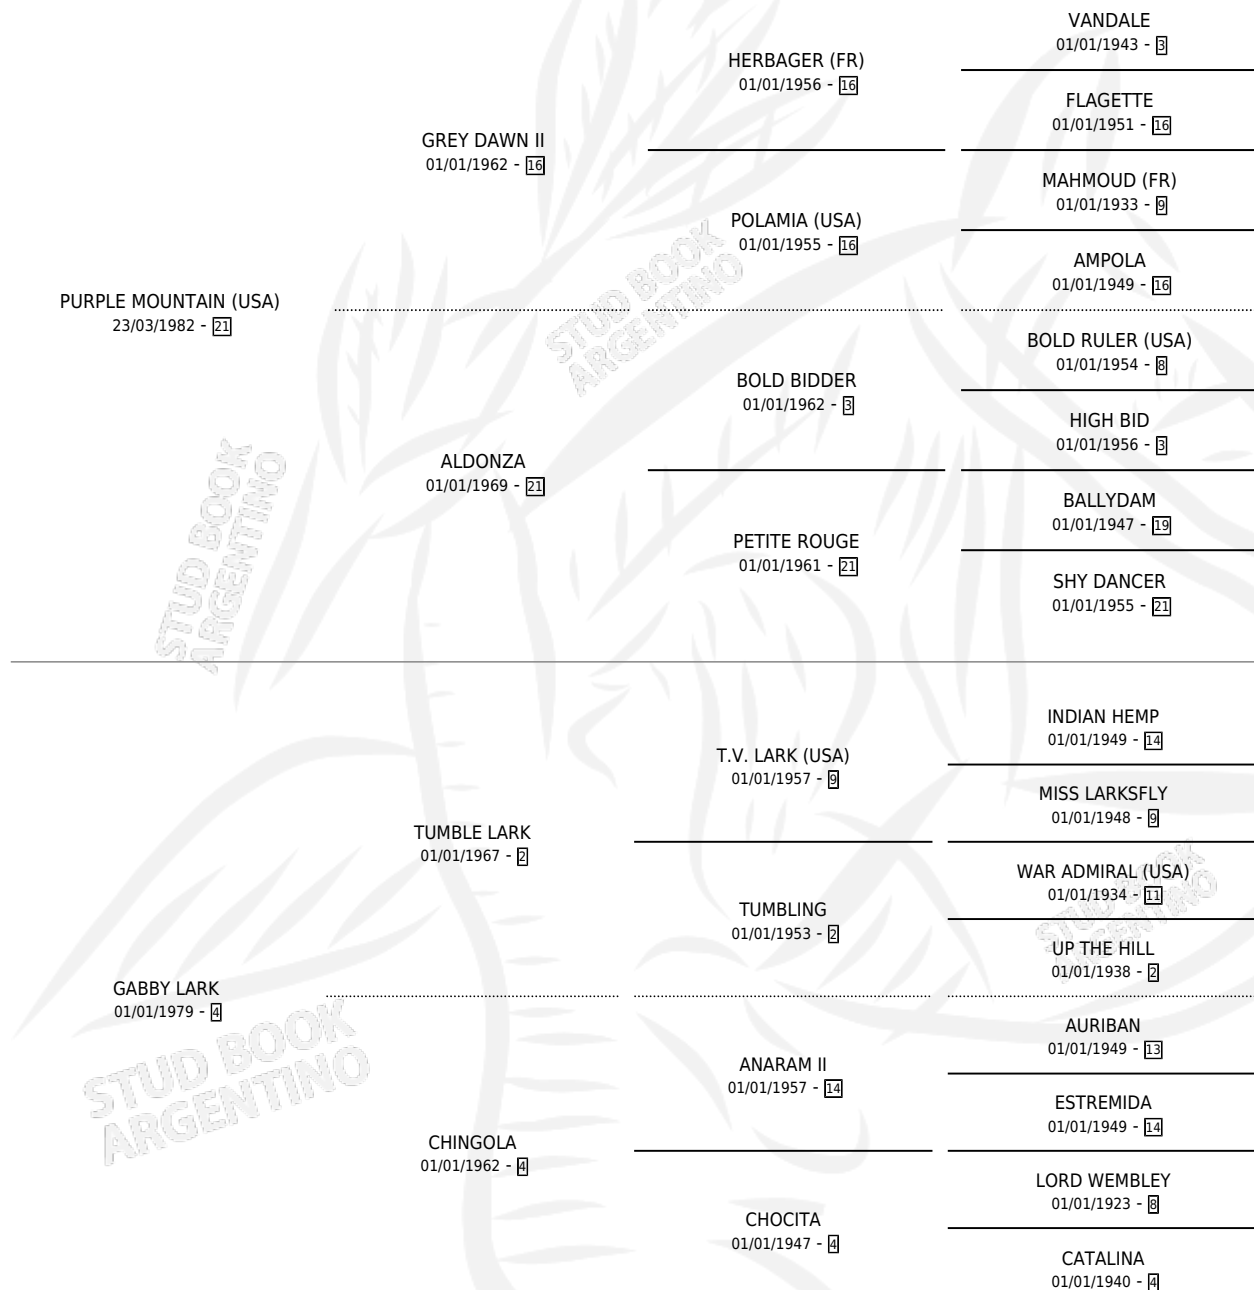 VANDALE
01/01/1943 - 3
HERBAGER (FR)
01/01/1956 - 16
FLAGETTE
01/01/1951 - 16
GREY DAWN II
01/01/1962 - 16
MAHMOUD (FR)
01/01/1933 - 9
POLAMIA (USA)
01/01/1955 - 16
AMPOLA
01/01/1949 - 16
PURPLE MOUNTAIN (USA)
23/03/1982 - 21
STUD BOOK
ARGENTINO
BOLD RULER (USA)
01/01/1954 - 8
BOLD BIDDER
01/01/1962 - 3
HIGH BID
01/01/1956 - 3
ALDONZA
01/01/1969 - 21
BALLYDAM
01/01/1947 - 19
PETITE ROUGE
01/01/1961 - 21
SHY DANCER
01/01/1955 - 21
STUD BOOK
ARGENTINO
INDIAN HEMP
01/01/1949 - 14
T.V. LARK (USA)
01/01/1957 - 9
MISS LARKSFLY
01/01/1948 - 9
TUMBLE LARK
01/01/1967 - 2
WAR ADMIRAL (USA)
01/01/1934 - 11
TUMBLING
01/01/1953 - 2
STUD BOOK
ARGENTINO
UP THE HILL
01/01/1938 - 2
GABBY LARK
01/01/1979 - 4
STUD BOOK
ARGENTINO
AURIBAN
01/01/1949 - 13
ANARAM II
01/01/1957 - 14
ESTREMIDA
01/01/1949 - 14
CHINGOLA
01/01/1962 - 4
LORD WEMBLEY
01/01/1923 - 8
CHOCITA
01/01/1947 - 4
CATALINA
01/01/1940 - 4